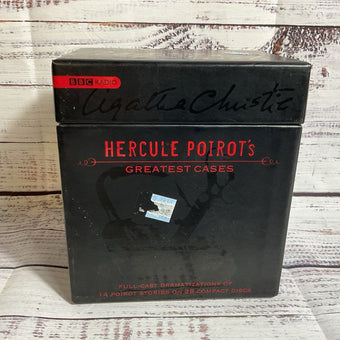 BBC RADIO
Agatha Christie
HERCULE POIROT's
GREATEST CASES
FULL-CAST DRAMATIZATIONS OF
14 POIROT STORIES ON 28 COMPACT DISCS